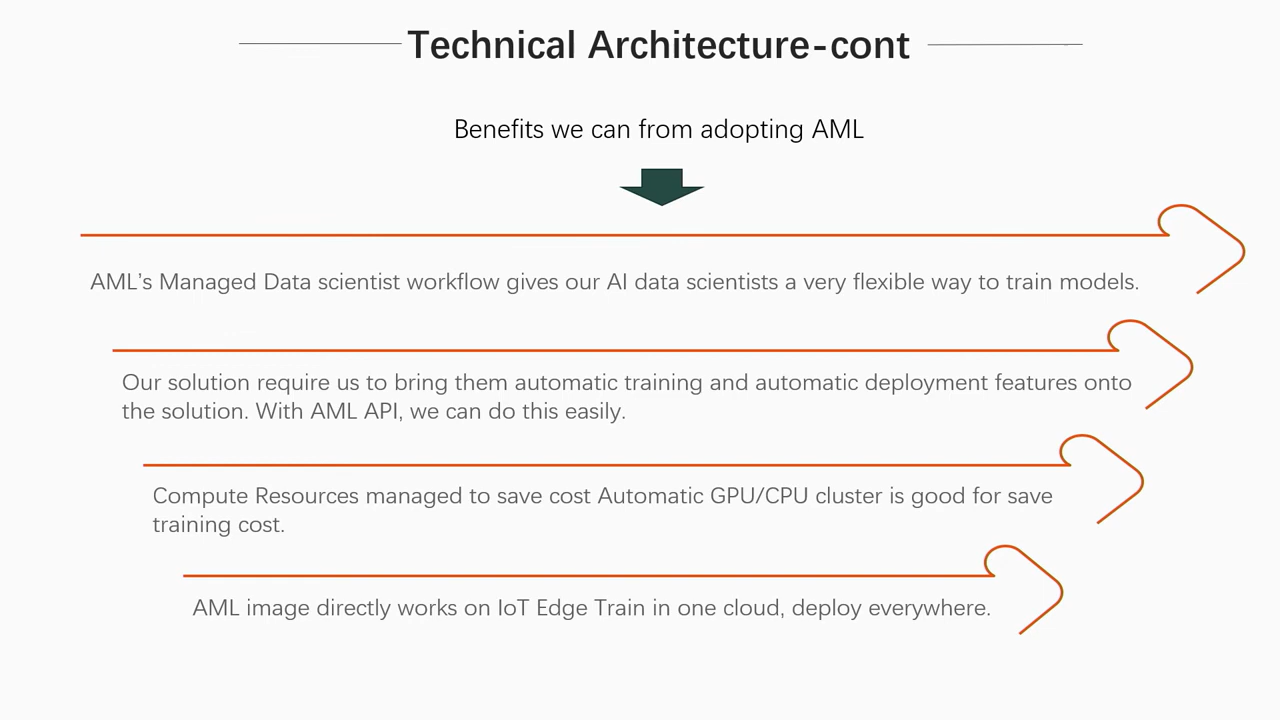 Technical Architecture-cont
Benefits we can from adopting AML
AML's Managed Data scientist workflow gives our AI data scientists a very flexible way to train models.
Our solution require us to bring them automatic training and automatic deployment features onto
the solution. With AML API, we can do this easily.
Compute Resources managed to save cost Automatic GPU/CPU cluster is good for save
training cost.
AML image directly works on IoT Edge Train in one cloud, deploy everywhere.